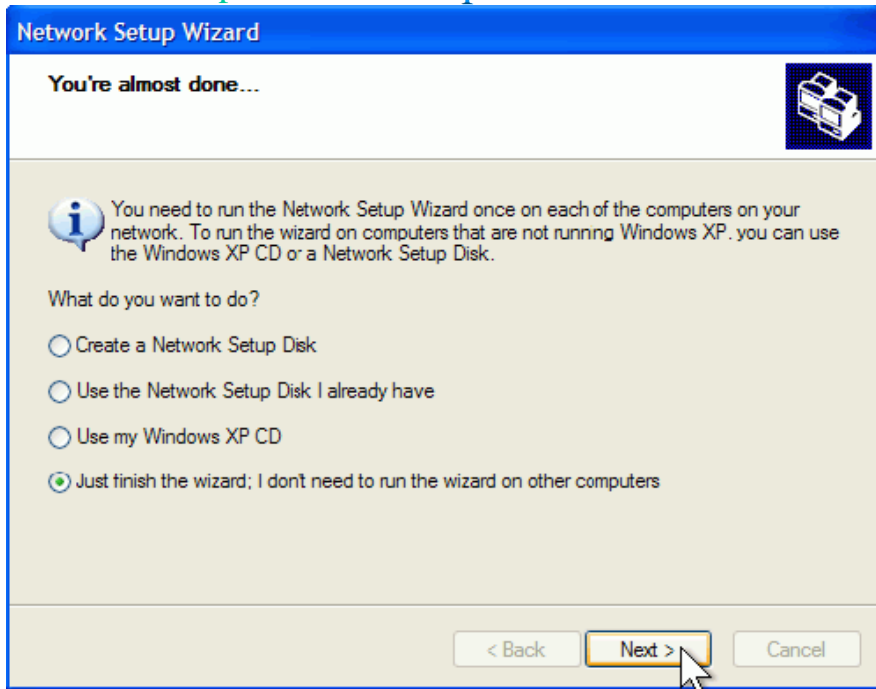 Network Setup Wizard
You're almost done...
You need to run the Network Setup Wizard once on each of the computers on your
network. To run the wizard on computers that are not running Windows XP. you can use
the Windows XP CD or a Network Setup Disk.
What do you want to do?
Create a Network Setup Disk
Use the Network Setup Disk I already have
Use my Windows XP CD
Just finish the wizard; I don't need to run the wizard on other computers
< Back
Next >
Cancel